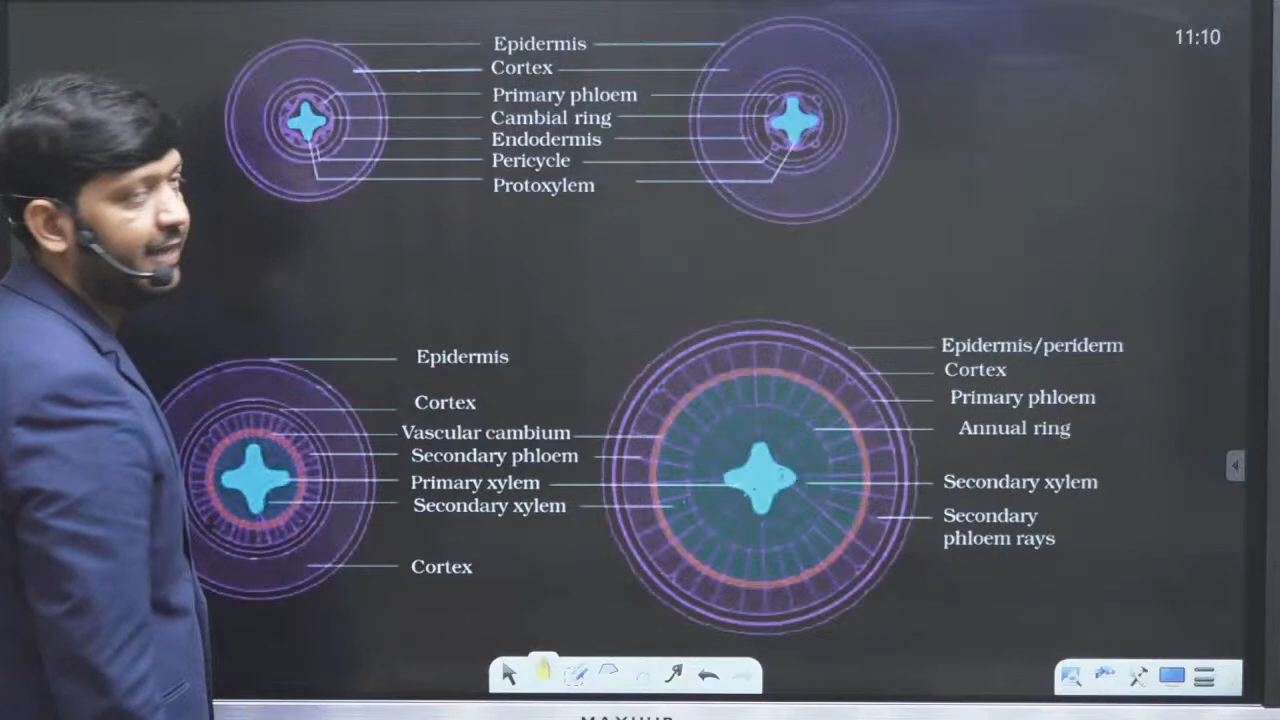 11:10
Epidermis
Cortex
Primary phloem
Cambial ring
Endodermis
Pericycle
Protoxylem
Epidermis
Cortex
Vascular cambium
Secondary phloem
Primary xylem
Secondary xylem
Cortex
Epidermis/periderm
Cortex
Primary phloem
Annual ring
Secondary xylem
Secondary
phloem rays